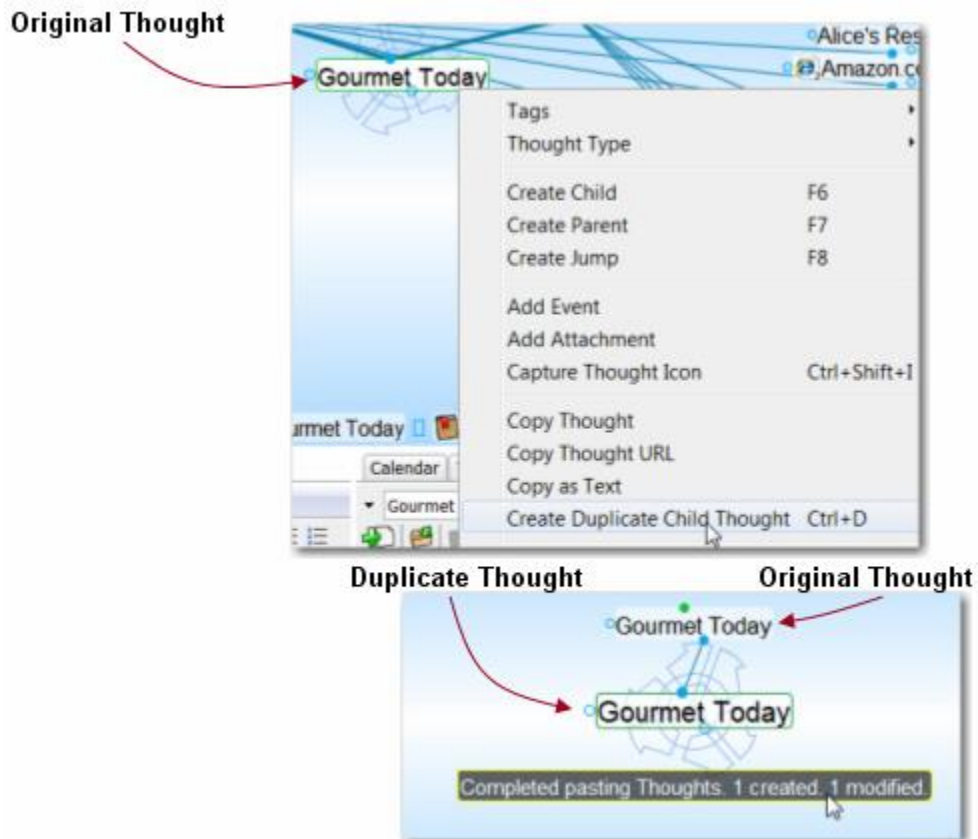 Original Thought
Alice's Res
Gourmet Today
Amazon.c
Tags
Thought Type
Create Child F6
Create Parent F7
Create Jump F8
Add Event
Add Attachment
Capture Thought Icon Ctrl+Shift+I
Copy Thought
urmet Today
Copy Thought URL
Calendar
Copy as Text
Gourmet
Create Duplicate Child Thought Ctrl+D
Duplicate Thought Original Thought
Gourmet Today
Gourmet Today
Completed pasting Thoughts. 1 created. 1 modified.